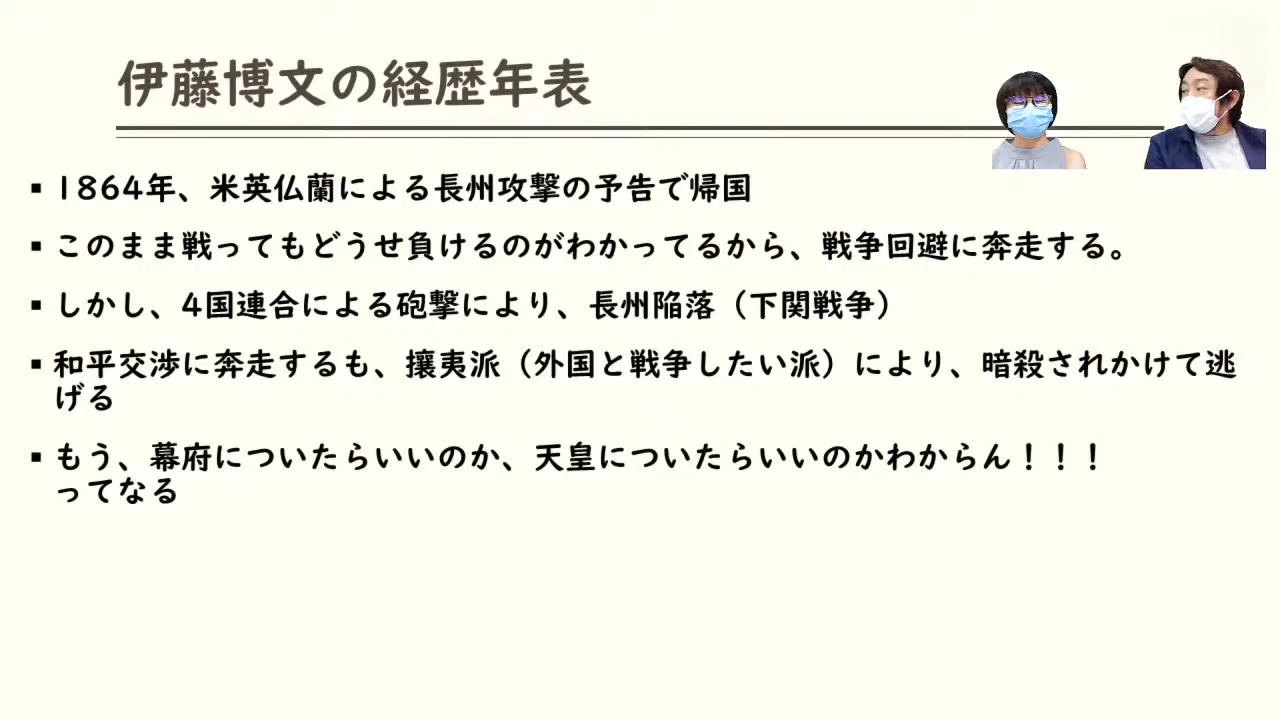 伊藤博文の経歴年表
▪ 1864年、米英仏蘭による長州攻撃の予告で帰国
▪ このまま戦ってもどうせ負けるのがわかってるから、戦争回避に奔走する。
▪ しかし、4国連合による砲撃により、長州陥落（下関戦争）
▪ 和平交渉に奔走するも、攘夷派（外国と戦争したい派）により、暗殺されかけて逃
げる
▪ もう、幕府についたらいいのか、天皇についたらいいのかわからん！！！
ってなる